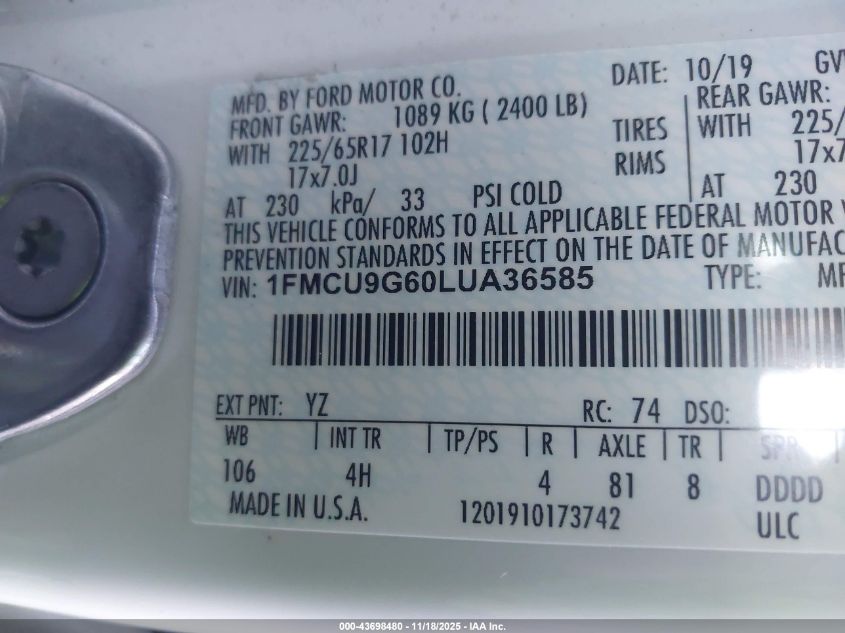 DATE: 10/19 GV
MFD. BY FORD MOTOR CO.
FRONT GAWR: 1089 KG ( 2400 LB) REAR GAWR:
WITH 225/65R17 102H TIRES WITH 225/
17x7.0J RIMS 17x7
AT 230 kPa/ 33 PSI COLD AT 230
THIS VEHICLE CONFORMS TO ALL APPLICABLE FEDERAL MOTOR V
PREVENTION STANDARDS IN EFFECT ON THE DATE OF MANUFAC
VIN: 1FMCU9G60LUA36585 TYPE: MP
EXT PNT: YZ RC: 74 DSO:
WB INT TR TP/PS R AXLE TR SPR
106 4H 4 81 8 DDDD
MADE IN U.S.A. 1201910173742 ULC
000-43698480 - 11/18/2025 - IAA Inc.